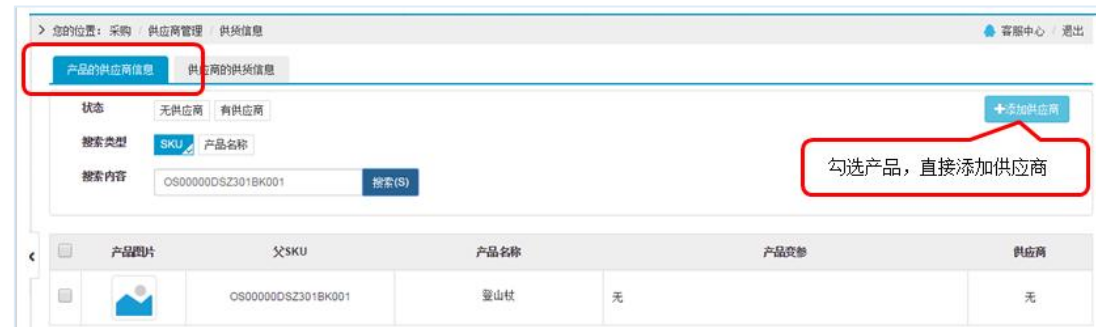 您的位置： 采购 / 供应商管理 / 供货信息 客服中心 / 退出
产品的供应商信息 供应商的供货信息
状态 无供应商 有供应商 +添加供应商
搜索类型 SKU 产品名称
勾选产品，直接添加供应商
搜索内容 OS00000DSZ301BK001 搜索(S)
产品图片 父SKU 产品名称 产品变参 供应商
OS00000DSZ301BK001 登山杖 无 无